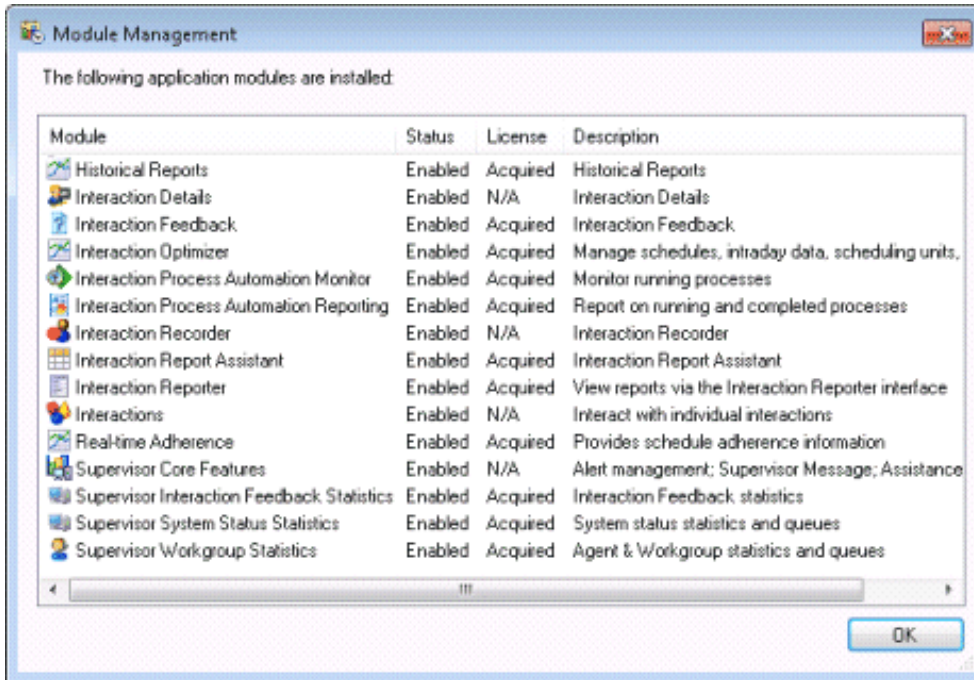 Module Management
The following application modules are installed:
Module Status License Description
Historical Reports Enabled Acquired Historical Reports
Interaction Details Enabled N/A Interaction Details
Interaction Feedback Enabled Acquired Interaction Feedback
Interaction Optimizer Enabled Acquired Manage schedules, intraday data, scheduling units,
Interaction Process Automation Monitor Enabled Acquired Monitor running processes
Interaction Process Automation Reporting Enabled Acquired Report on running and completed processes
Interaction Recorder Enabled N/A Interaction Recorder
Interaction Report Assistant Enabled Acquired Interaction Report Assistant
Interaction Reporter Enabled Acquired View reports via the Interaction Reporter interface
Interactions Enabled N/A Interact with individual interactions
Real-time Adherence Enabled Acquired Provides schedule adherence information
Supervisor Core Features Enabled N/A Alert management; Supervisor Message; Assistance
Supervisor Interaction Feedback Statistics Enabled Acquired Interaction Feedback statistics
Supervisor System Status Statistics Enabled Acquired System status statistics and queues
Supervisor Workgroup Statistics Enabled Acquired Agent & Workgroup statistics and queues
OK